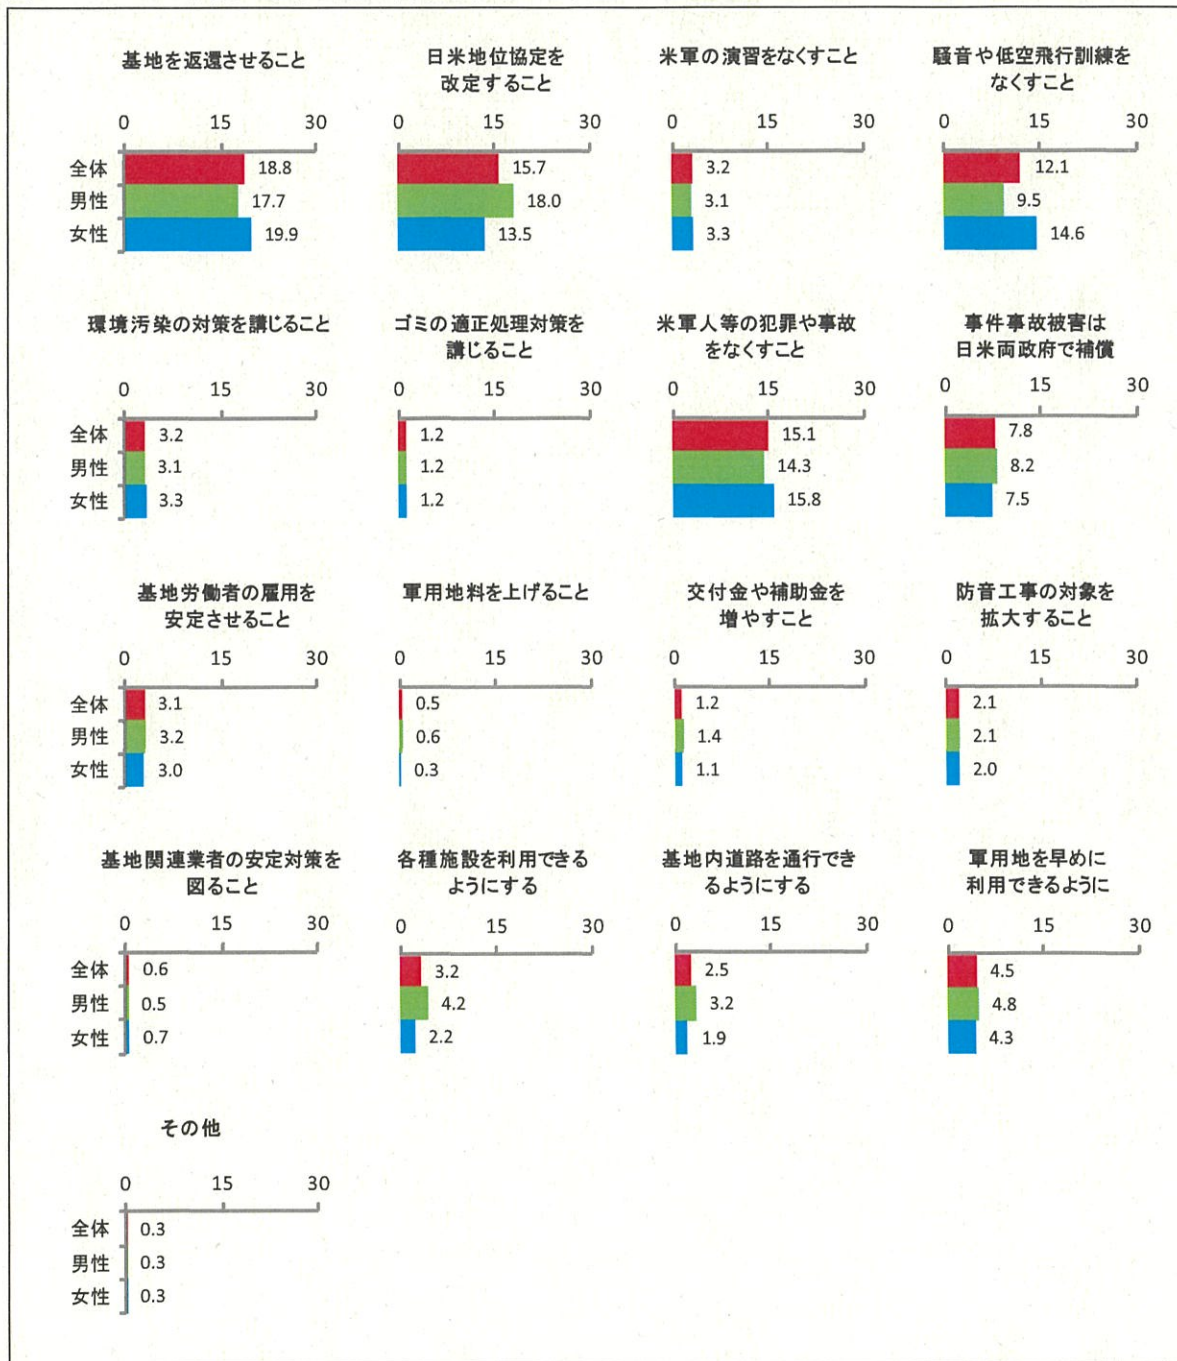 基地を返還させること
0 15 30
全体 18.8
男性 17.7
女性 19.9
日米地位協定を
改定すること
0 15 30
15.7
18.0
13.5
米軍の演習をなくすこと
0 15 30
3.2
3.1
3.3
騒音や低空飛行訓練を
なくすこと
0 15 30
12.1
9.5
14.6
環境汚染の対策を講じること
0 15 30
全体 3.2
男性 3.1
女性 3.3
ゴミの適正処理対策を
講じること
0 15 30
1.2
1.2
1.2
米軍人等の犯罪や事故
をなくすこと
0 15 30
15.1
14.3
15.8
事件事故被害は
日米両政府で補償
0 15 30
7.8
8.2
7.5
基地労働者の雇用を
安定させること
0 15 30
全体 3.1
男性 3.2
女性 3.0
軍用地料を上げること
0 15 30
0.5
0.6
0.3
交付金や補助金を
増やすこと
0 15 30
1.2
1.4
1.1
防音工事の対象を
拡大すること
0 15 30
2.1
2.1
2.0
基地関連業者の安定対策を
図ること
0 15 30
全体 0.6
男性 0.5
女性 0.7
各種施設を利用できる
ようにする
0 15 30
3.2
4.2
2.2
基地内道路を通行でき
るようにする
0 15 30
2.5
3.2
1.9
軍用地を早めに
利用できるように
0 15 30
4.5
4.8
4.3
その他
0 15 30
全体 0.3
男性 0.3
女性 0.3